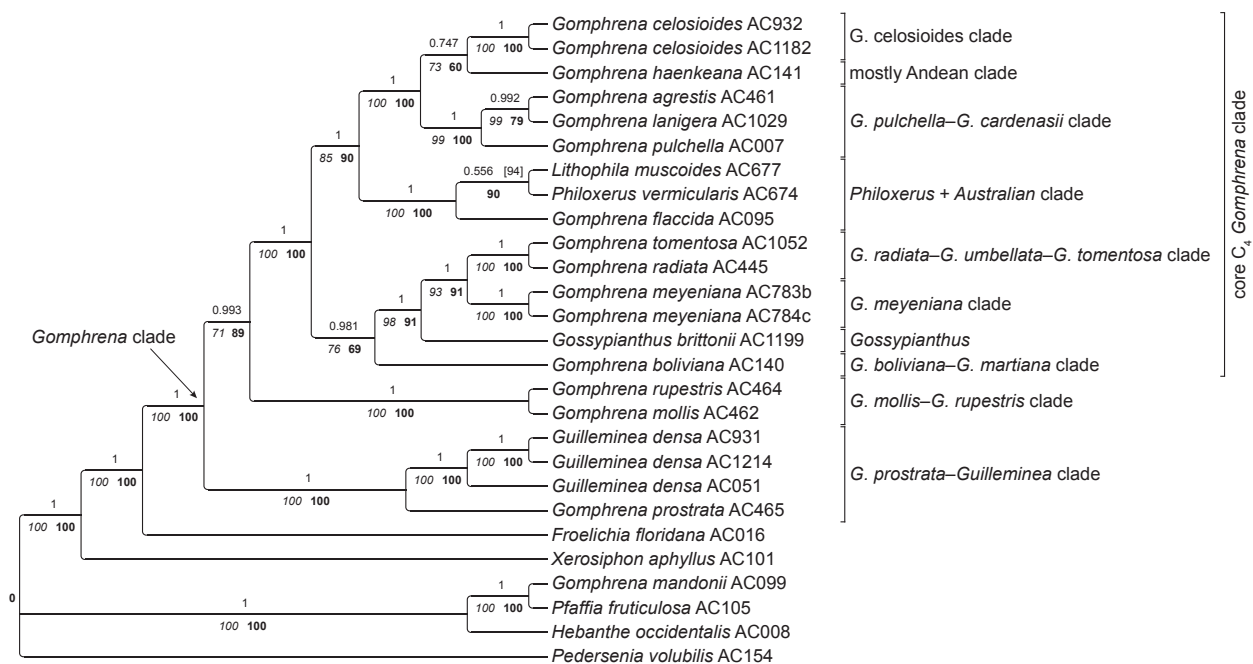 1
Gomphrena celosioides AC932
100 100
Gomphrena celosioides AC1182
G. celosioides clade
0.747
73 60
Gomphrena haenkeana AC141
mostly Andean clade
1
100 100
0.992
Gomphrena agrestis AC461
99 79
Gomphrena lanigera AC1029
G. pulchella–G. cardenasii clade
1
99 100
Gomphrena pulchella AC007
1
85 90
0.556 [94]
Lithophila muscoides AC677
90
Philoxerus vermicularis AC674
Philoxerus + Australian clade
1
100 100
Gomphrena flaccida AC095
1
100 100
1
Gomphrena tomentosa AC1052
100 100
Gomphrena radiata AC445
G. radiata–G. umbellata–G. tomentosa clade
1
93 91
1
Gomphrena meyeniana AC783b
100 100
Gomphrena meyeniana AC784c
G. meyeniana clade
1
98 91
Gossypianthus brittonii AC1199
Gossypianthus
0.981
76 69
Gomphrena boliviana AC140
G. boliviana–G. martiana clade
core C4 Gomphrena clade
0.993
71 89
Gomphrena clade
1
100 100
Gomphrena rupestris AC464
Gomphrena mollis AC462
G. mollis–G. rupestris clade
1
100 100
1
Guilleminea densa AC931
100 100
Guilleminea densa AC1214
1
100 100
Guilleminea densa AC051
G. prostrata–Guilleminea clade
1
100 100
Gomphrena prostrata AC465
1
100 100
Froelichia floridana AC016
1
100 100
Xerosiphon aphyllus AC101
0
1
Gomphrena mandonii AC099
100 100
Pfaffia fruticulosa AC105
1
100 100
Hebanthe occidentalis AC008
Pedersenia volubilis AC154